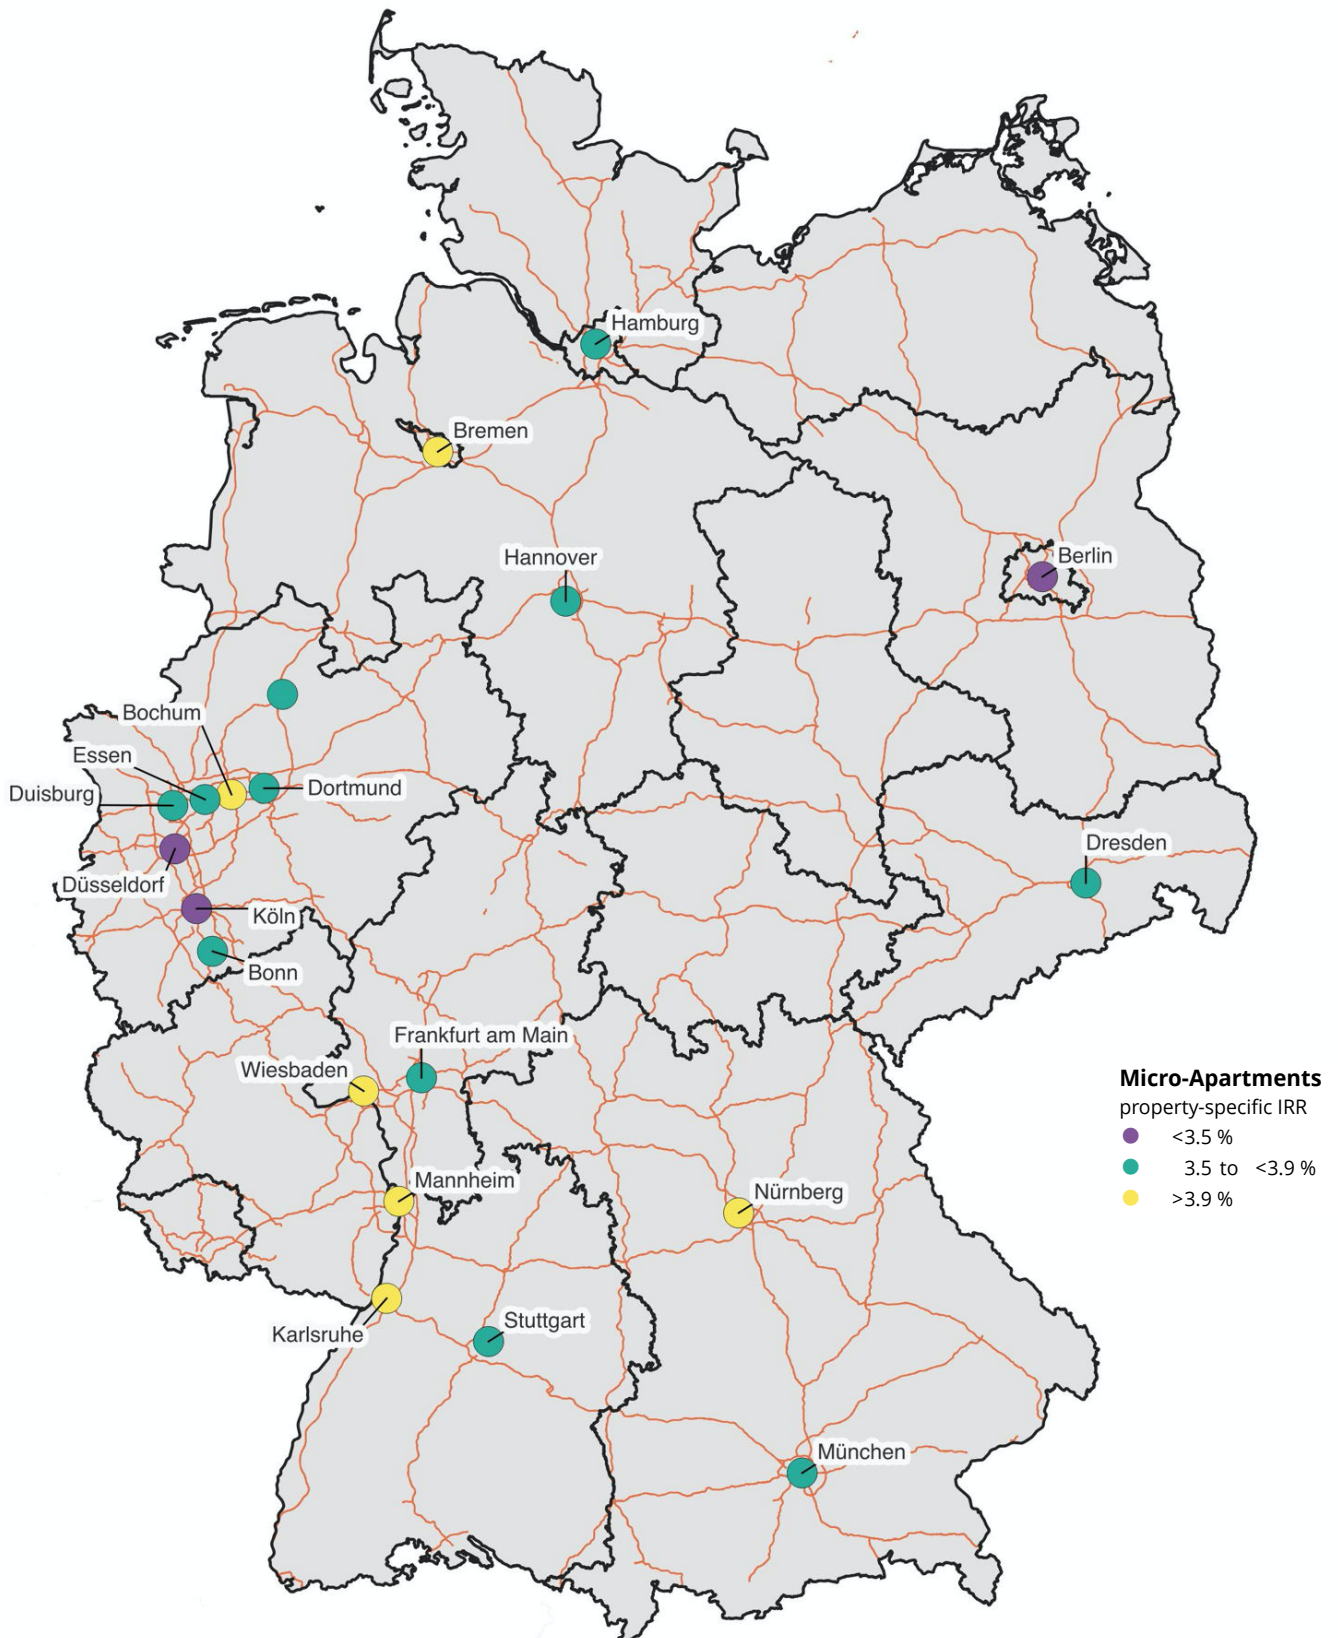 Hamburg
Bremen
Hannover
Berlin
Bochum
Essen
Duisburg
Dortmund
Düsseldorf
Dresden
Köln
Bonn
Frankfurt am Main
Wiesbaden
Micro-Apartments
property-specific IRR
<3.5 %
3.5 to <3.9 %
>3.9 %
Mannheim
Nürnberg
Stuttgart
Karlsruhe
München